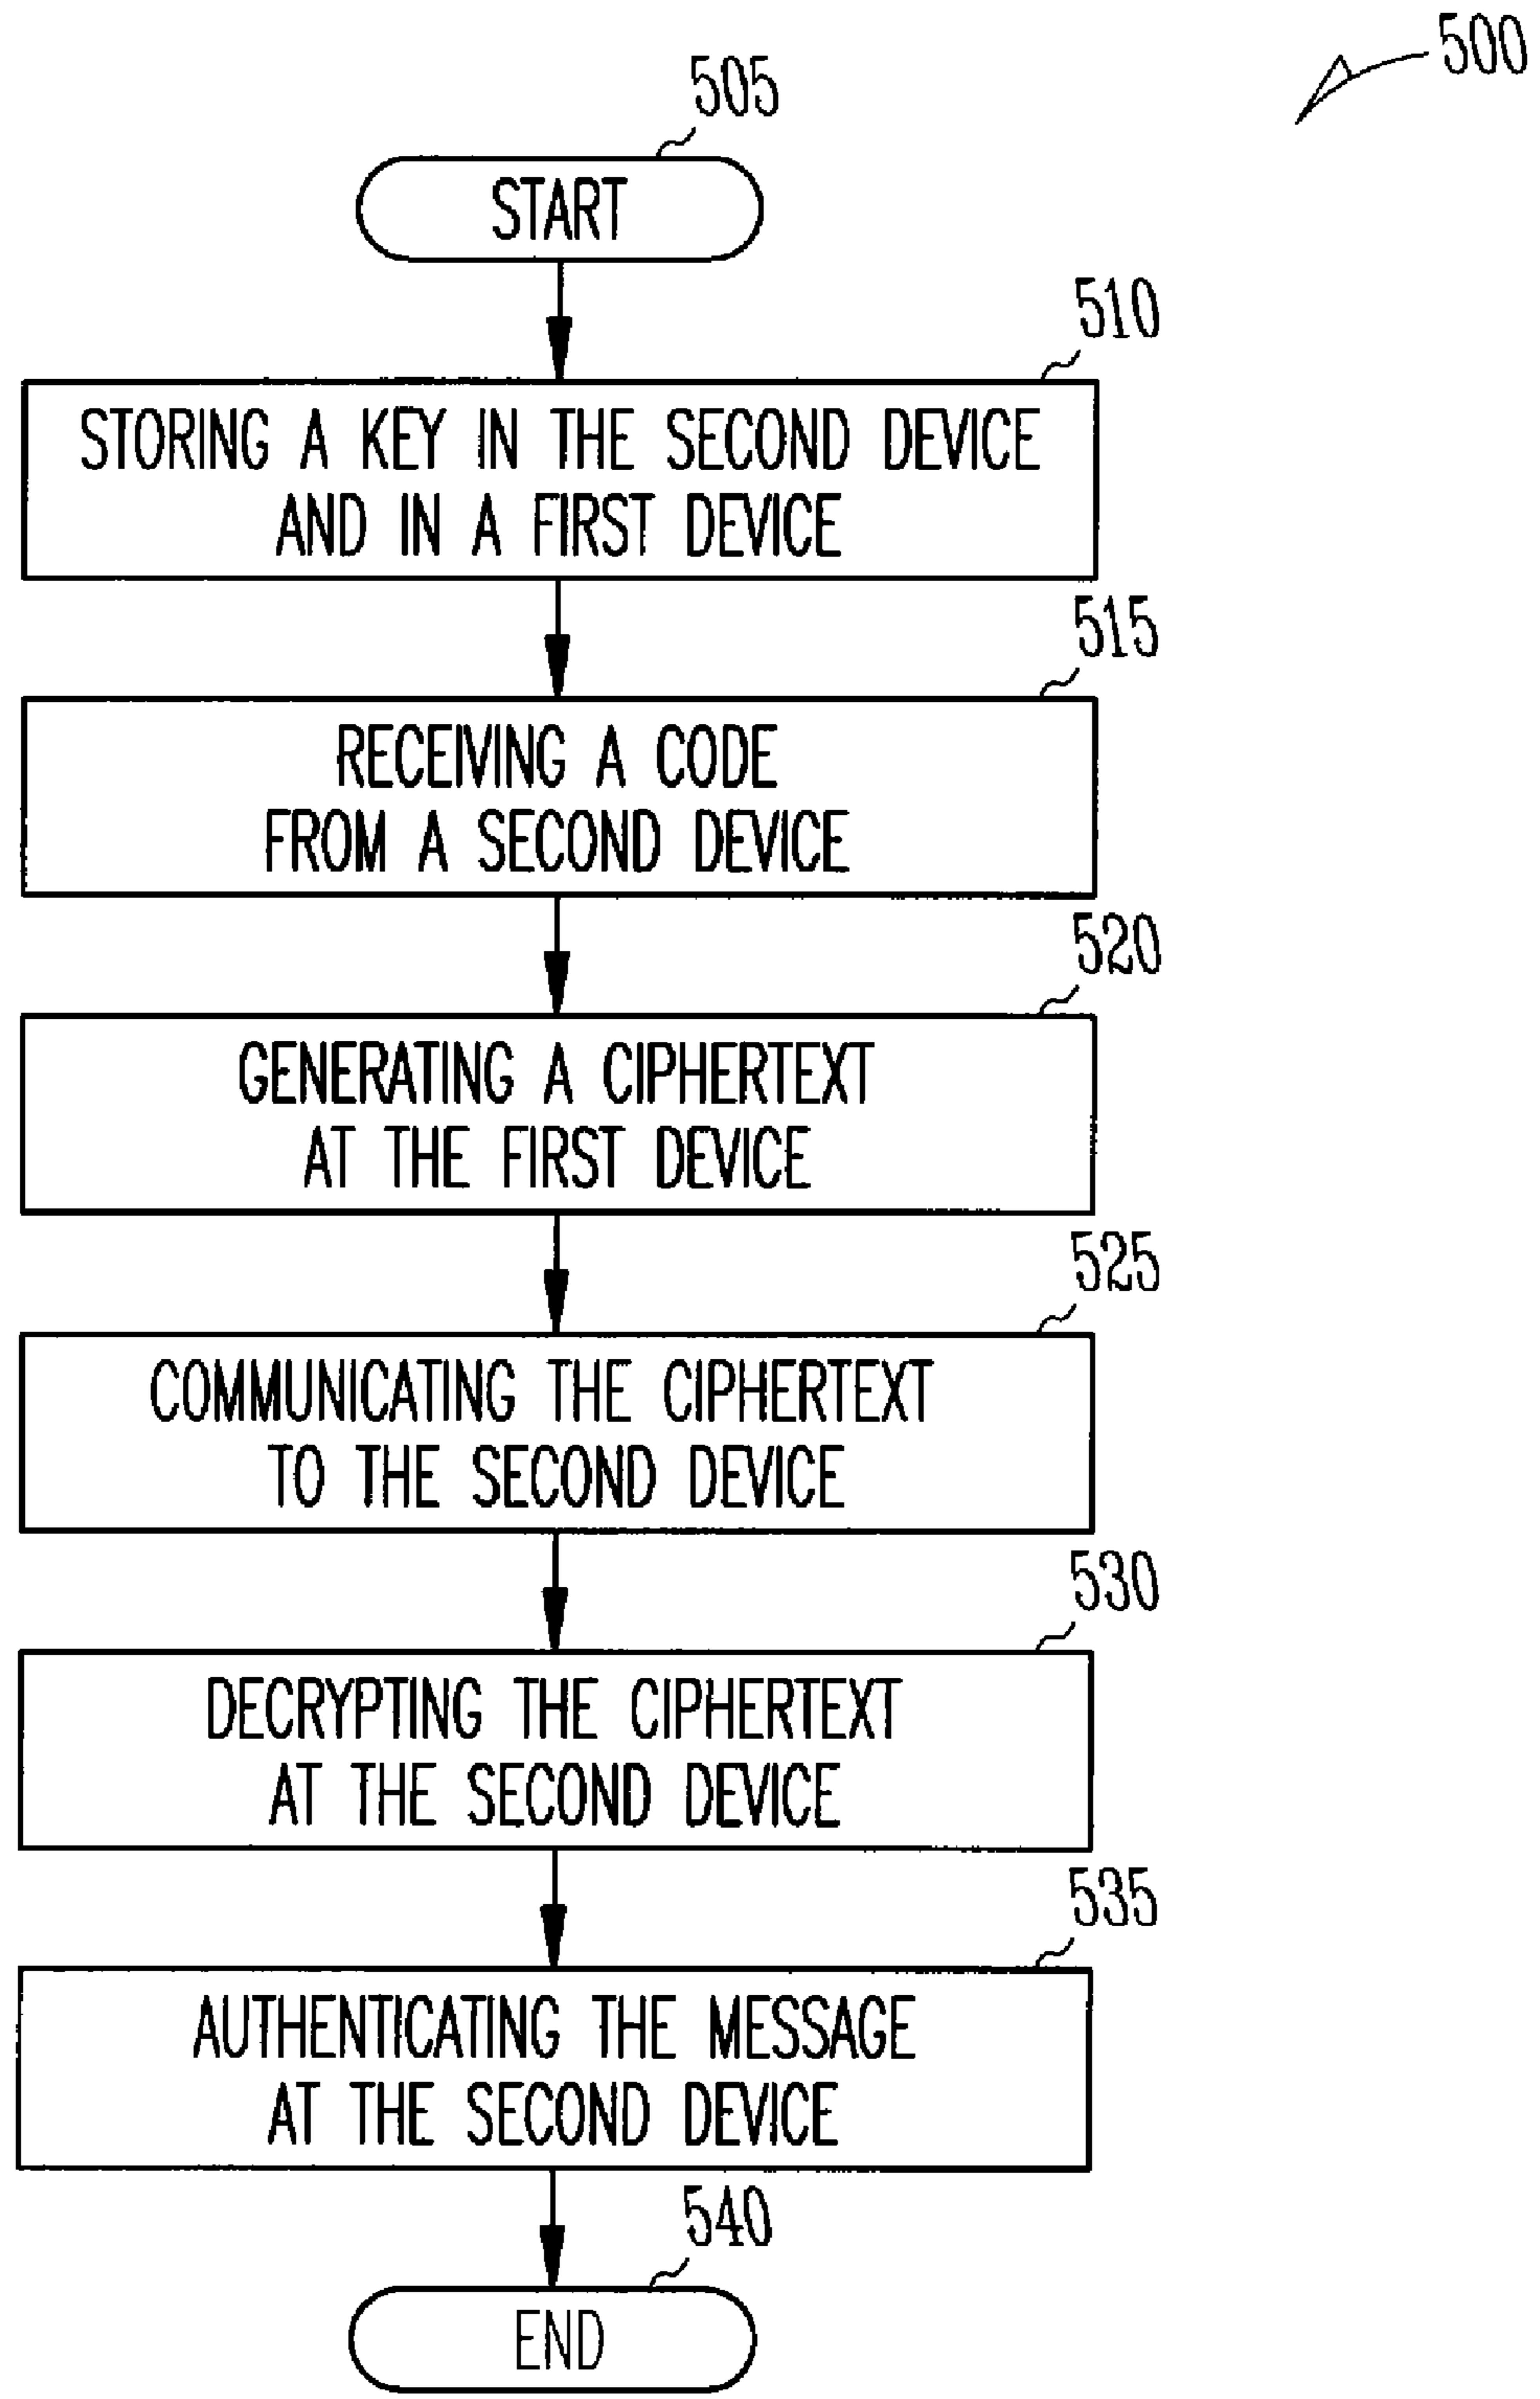 500
505
START
510
STORING A KEY IN THE SECOND DEVICE
AND IN A FIRST DEVICE
515
RECEIVING A CODE
FROM A SECOND DEVICE
520
GENERATING A CIPHERTEXT
AT THE FIRST DEVICE
525
COMMUNICATING THE CIPHERTEXT
TO THE SECOND DEVICE
530
DECRYPTING THE CIPHERTEXT
AT THE SECOND DEVICE
535
AUTHENTICATING THE MESSAGE
AT THE SECOND DEVICE
540
END